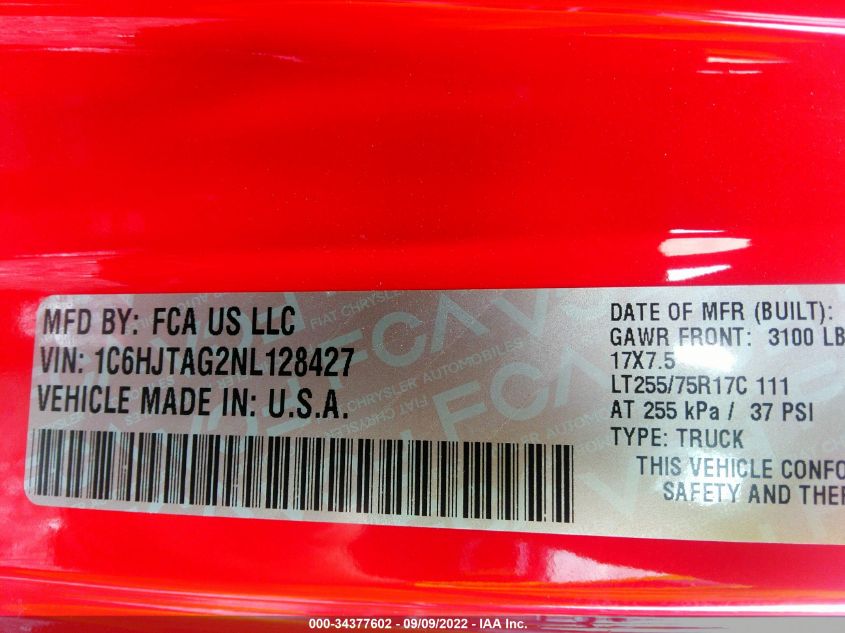 MFD BY: FCA US LLC
VIN: 1C6HJTAG2NL128427
VEHICLE MADE IN: U.S.A.
DATE OF MFR (BUILT):
GAWR FRONT: 3100 LB
17X7.5
LT255/75R17C 111
AT 255 kPa / 37 PSI
TYPE: TRUCK
THIS VEHICLE CONFO
SAFETY AND THEF
000-34377602 - 09/09/2022 - IAA Inc.